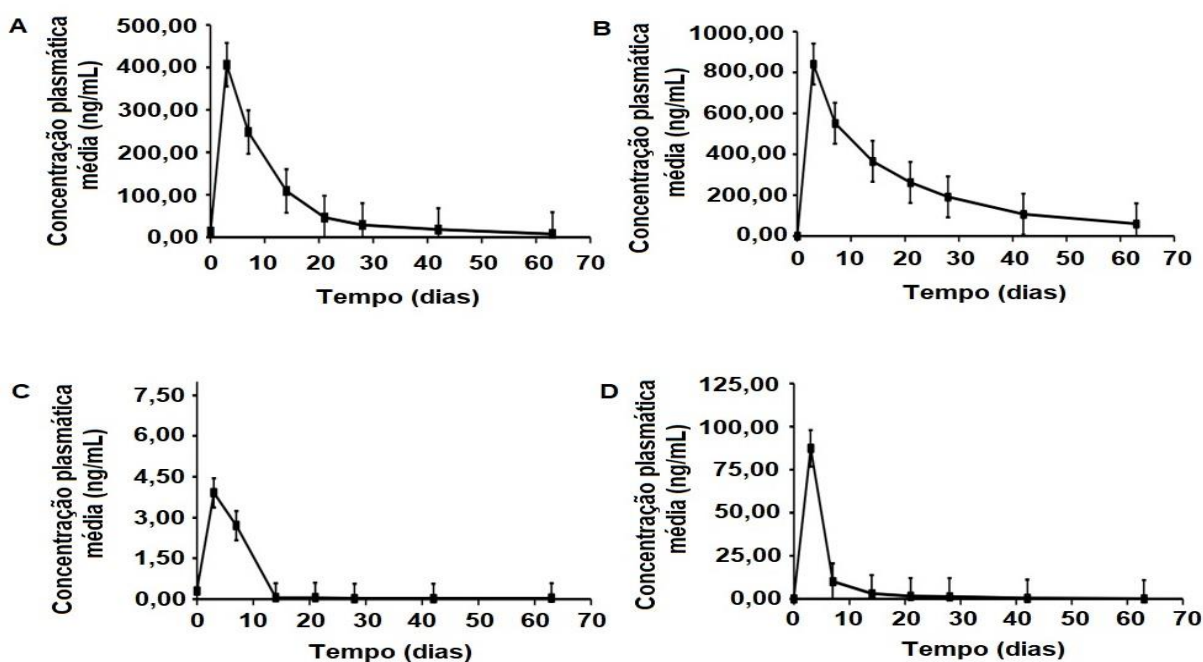 A
Concentração plasmática
média (ng/mL)
500,00
400,00
300,00
200,00
100,00
0,00
0 10 20 30 40 50 60 70
Tempo (dias)
B
Concentração plasmática
média (ng/mL)
1000,00
800,00
600,00
400,00
200,00
0,00
0 10 20 30 40 50 60 70
Tempo (dias)
C
Concentração plasmática
média (ng/mL)
7,50
6,00
4,50
3,00
1,50
0,00
0 10 20 30 40 50 60 70
Tempo (dias)
D
Concentração plasmática
média (ng/mL)
125,00
100,00
75,00
50,00
25,00
0,00
0 10 20 30 40 50 60 70
Tempo (dias)